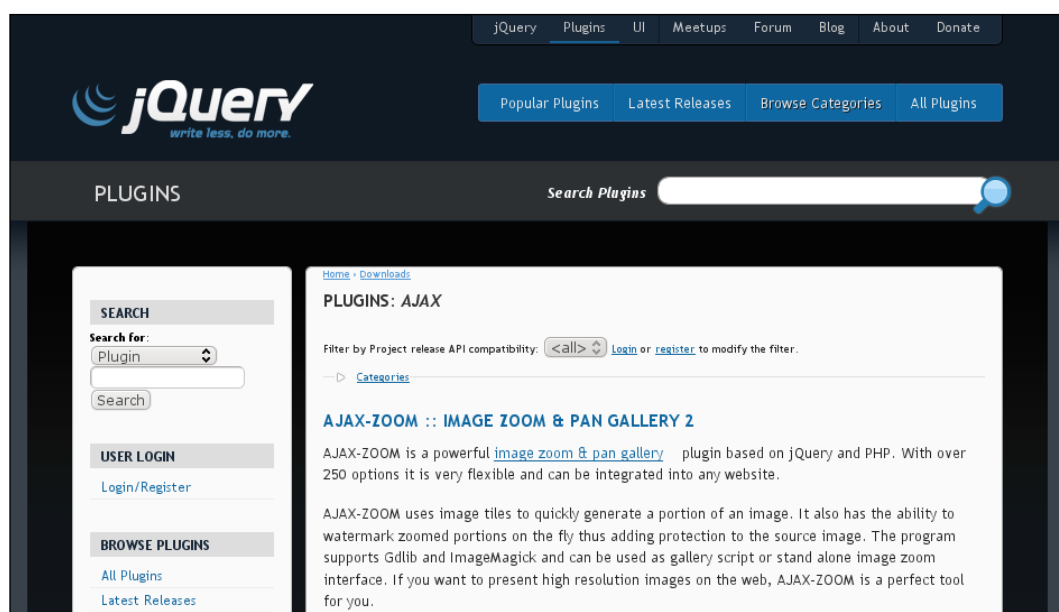 jQuery Plugins UI Meetups Forum Blog About Donate
jQuery
write less, do more.
Popular Plugins Latest Releases Browse Categories All Plugins
PLUGINS
Search Plugins
SEARCH
Search for:
Plugin
Search
USER LOGIN
Login/Register
BROWSE PLUGINS
All Plugins
Latest Releases
Home › Downloads
PLUGINS: AJAX
Filter by Project release API compatibility: <all> Login or register to modify the filter.
Categories
AJAX-ZOOM :: IMAGE ZOOM & PAN GALLERY 2
AJAX-ZOOM is a powerful image zoom & pan gallery plugin based on jQuery and PHP. With over
250 options it is very flexible and can be integrated into any website.
AJAX-ZOOM uses image tiles to quickly generate a portion of an image. It also has the ability to
watermark zoomed portions on the fly thus adding protection to the source image. The program
supports Gdlib and ImageMagick and can be used as gallery script or stand alone image zoom
interface. If you want to present high resolution images on the web, AJAX-ZOOM is a perfect tool
for you.